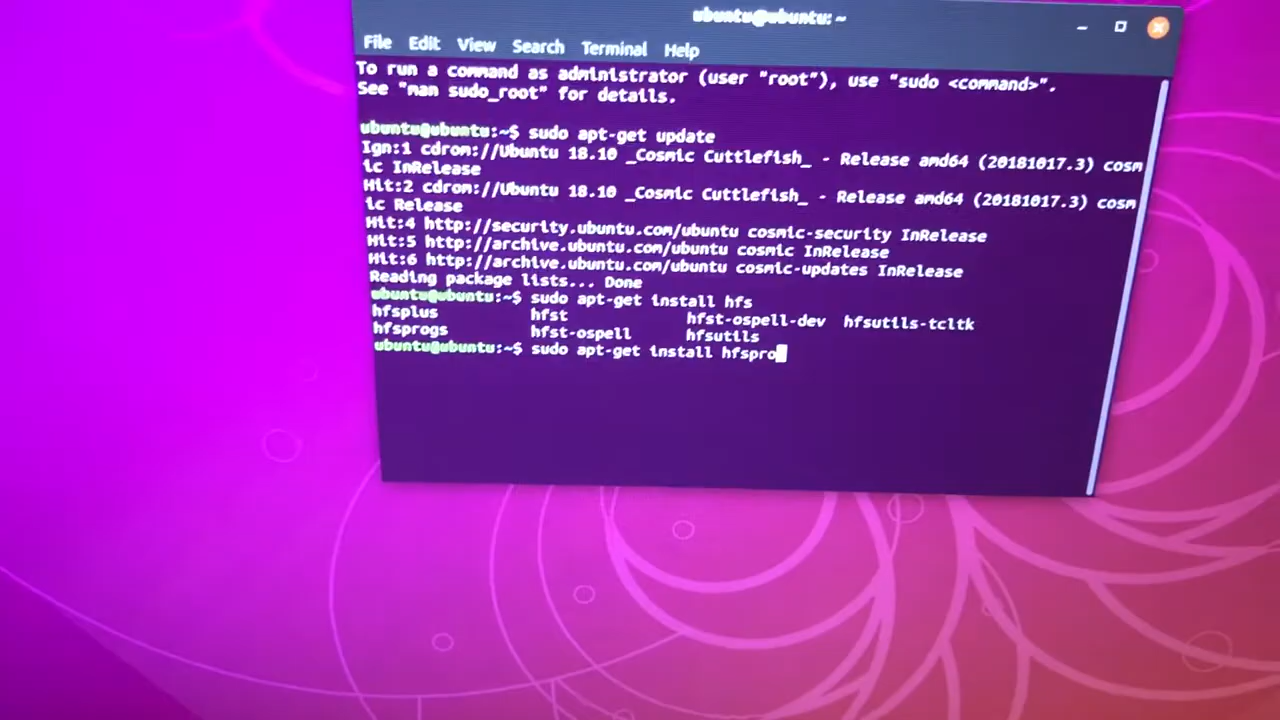 ubuntu@ubuntu: ~
File Edit View Search Terminal Help
To run a command as administrator (user "root"), use "sudo <command>".
See "man sudo_root" for details.
ubuntu@ubuntu:~$ sudo apt-get update
Ign:1 cdrom://Ubuntu 18.10 _Cosmic Cuttlefish_ - Release amd64 (20181017.3) cosm
ic InRelease
Hit:2 cdrom://Ubuntu 18.10 _Cosmic Cuttlefish_ - Release amd64 (20181017.3) cosm
ic Release
Hit:4 http://security.ubuntu.com/ubuntu cosmic-security InRelease
Hit:5 http://archive.ubuntu.com/ubuntu cosmic InRelease
Hit:6 http://archive.ubuntu.com/ubuntu cosmic-updates InRelease
Reading package lists... Done
ubuntu@ubuntu:~$ sudo apt-get install hfs
hfsplus hfst hfst-ospell-dev hfsutils-tcltk
hfsprogs hfst-ospell hfsutils
ubuntu@ubuntu:~$ sudo apt-get install hfspro